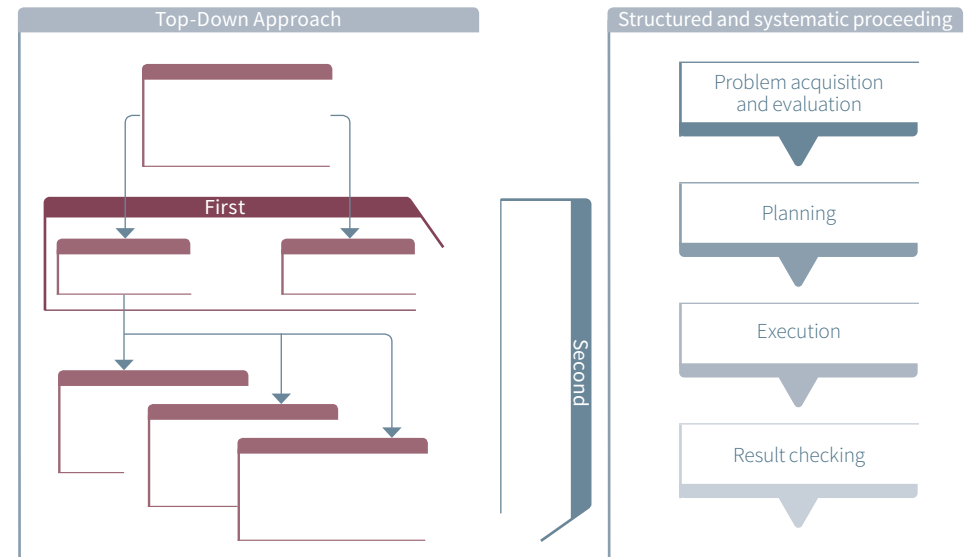 Top-Down Approach
First
Second
Structured and systematic proceeding
Problem acquisition
and evaluation
Planning
Execution
Result checking